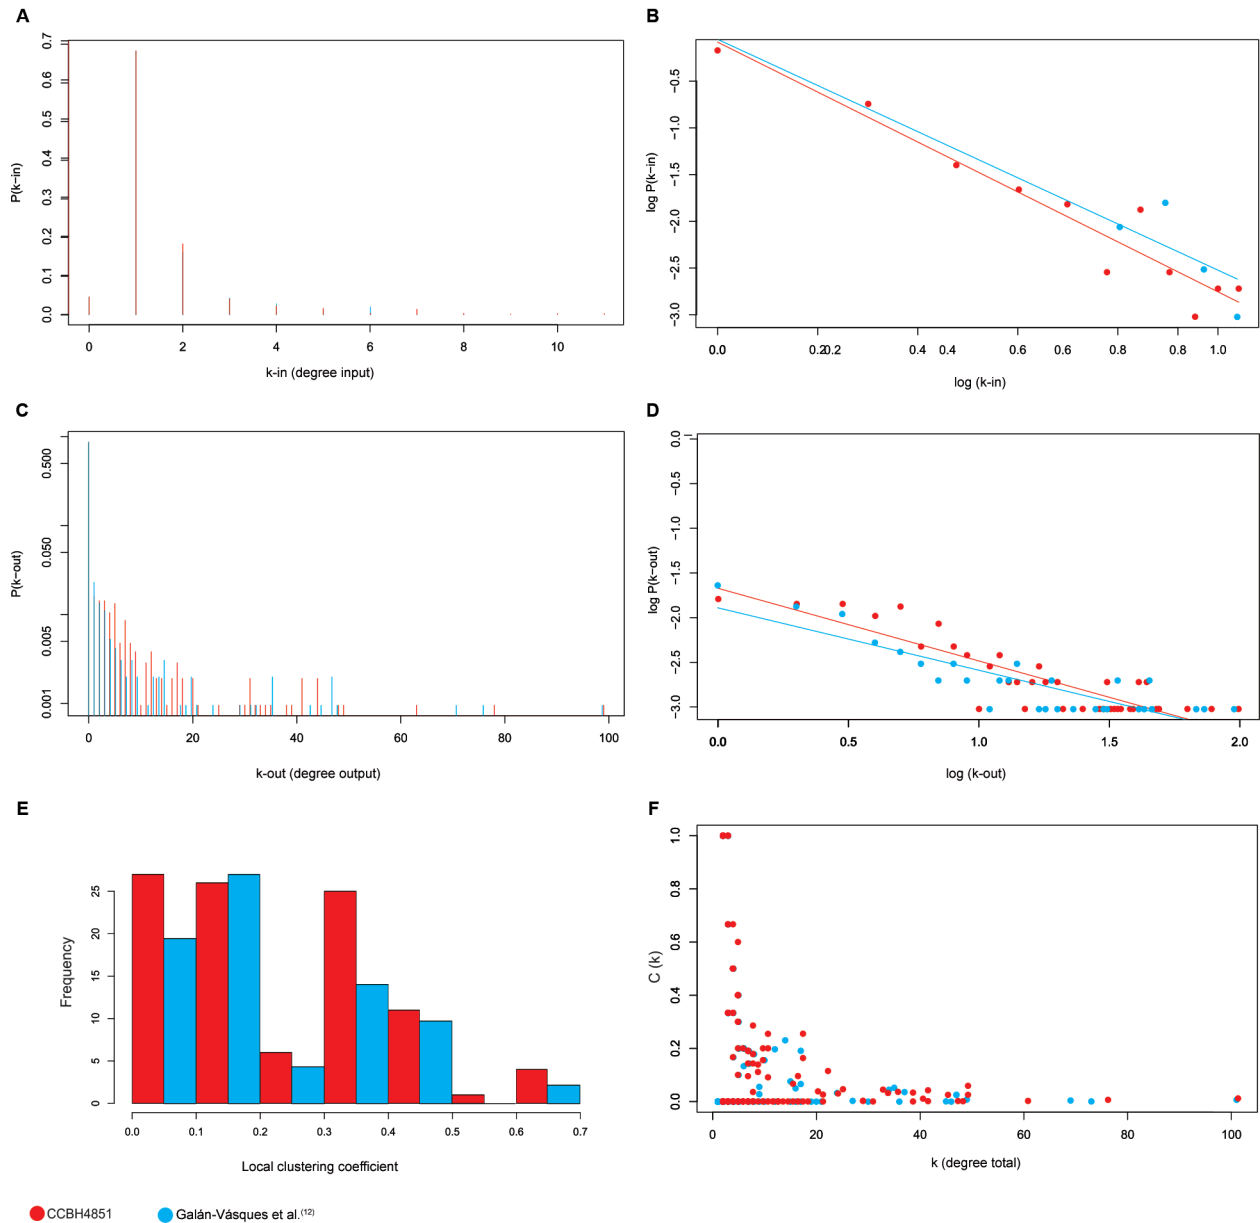 A
P(k−in)
0.7
0.6
0.5
0.4
0.3
0.2
0.1
0.0
0 2 4 6 8 10
k-in (degree input)
B
log P(k−in)
−0.5
−1.0
−1.5
−2.0
−2.5
−3.0
0.0 0.2 0.2 0.4 0.4 0.6 0.6 0.8 0.8 1.0
log (k-in)
C
P(k−out)
0.500
0.050
0.005
0.001
0 20 40 60 80 100
k-out (degree output)
D
log P(k−out)
0.0
−0.5
−1.0
−1.5
−2.0
−2.5
−3.0
0.0 0.5 1.0 1.5 2.0
log (k-out)
E
Frequency
25
20
15
10
5
0
0.0 0.1 0.2 0.3 0.4 0.5 0.6 0.7
Local clustering coefficient
F
C (k)
1.0
0.8
0.6
0.4
0.2
0.0
0 20 40 60 80 100
k (degree total)
CCBH4851
Galán-Vásques et al.(12)